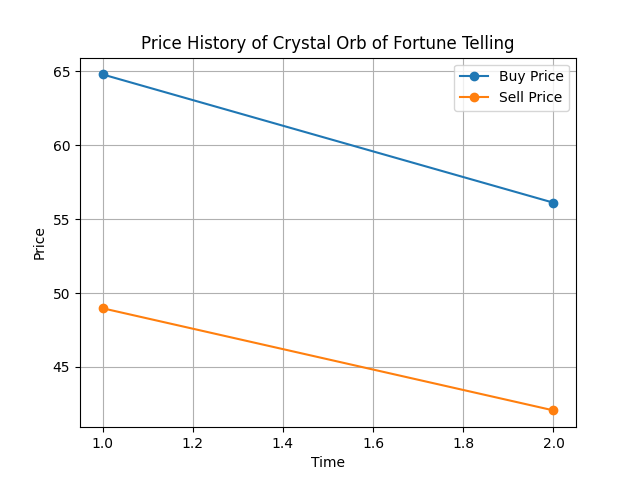 Price History of Crystal Orb of Fortune Telling
Buy Price
Sell Price
65
60
55
50
45
Price
1.0 1.2 1.4 1.6 1.8 2.0
Time